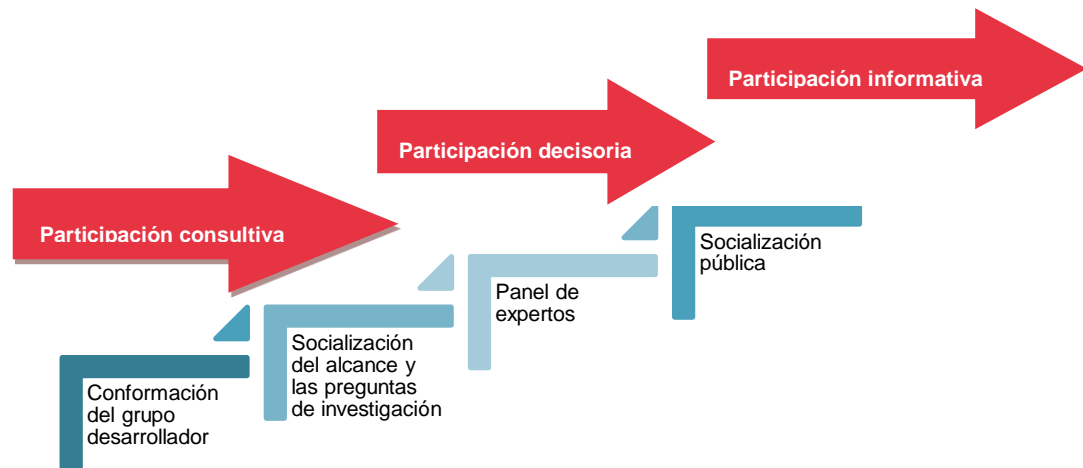 Participación informativa
Participación decisoria
Participación consultiva
Socialización
pública
Panel de
expertos
Socialización
del alcance y
las preguntas
de investigación
Conformación
del grupo
desarrollador